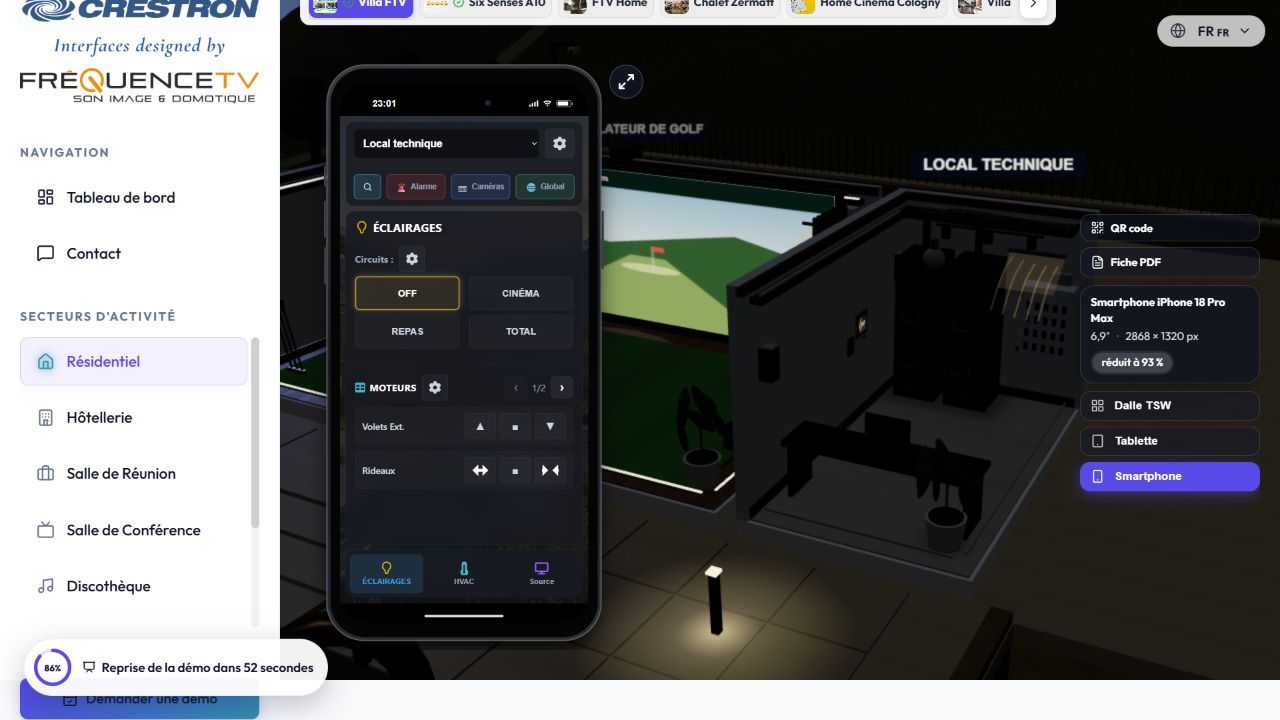 CRESTRON
Interfaces designed by
FRÉQUENCETV
SON IMAGE & DOMOTIQUE
NAVIGATION
Tableau de bord
Contact
SECTEURS D'ACTIVITÉ
Résidentiel
Hôtellerie
Salle de Réunion
Salle de Conférence
Discothèque
86%
Reprise de la démo dans 52 secondes
Demander une démo
Villa FTV
Six Senses A10
FTV Home
Chalet Zermatt
Home Cinema Cologny
Villa
FR FR
23:01
Local technique
Alarme
Caméras
Global
ÉCLAIRAGES
Circuits :
OFF
CINÉMA
REPAS
TOTAL
MOTEURS
1/2
Volets Ext.
Rideaux
ÉCLAIRAGES
HVAC
Source
LATEUR DE GOLF
LOCAL TECHNIQUE
QR code
Fiche PDF
Smartphone iPhone 18 Pro
Max
6,9" · 2868 × 1320 px
réduit à 93 %
Dalle TSW
Tablette
Smartphone